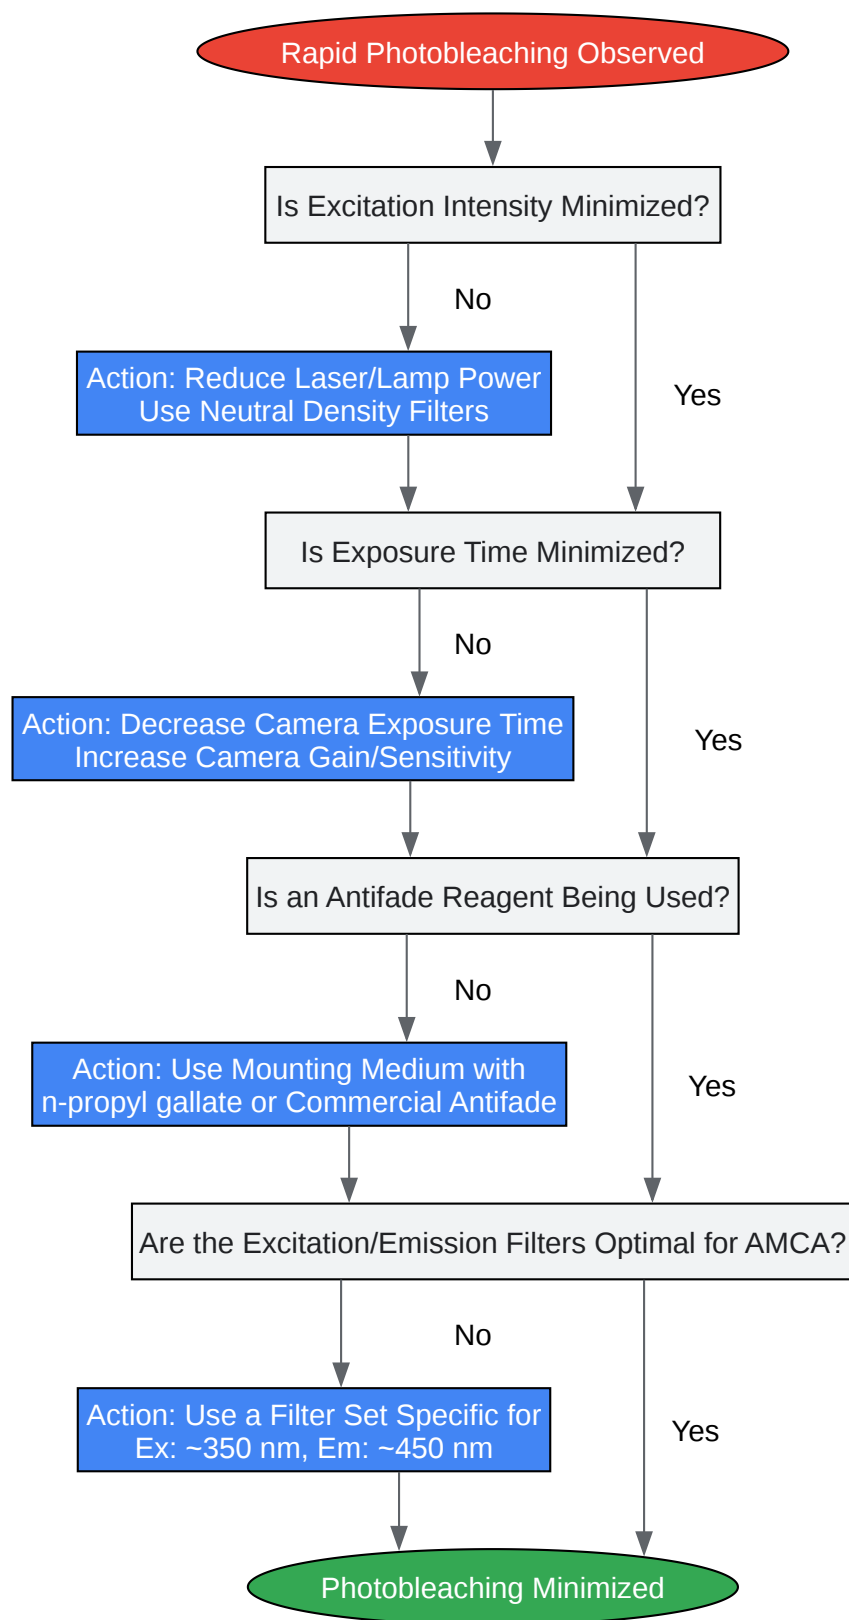 Rapid Photobleaching Observed
Is Excitation Intensity Minimized?
No
Action: Reduce Laser/Lamp Power
Use Neutral Density Filters
Yes
Is Exposure Time Minimized?
No
Action: Decrease Camera Exposure Time
Increase Camera Gain/Sensitivity
Yes
Is an Antifade Reagent Being Used?
No
Action: Use Mounting Medium with
n-propyl gallate or Commercial Antifade
Yes
Are the Excitation/Emission Filters Optimal for AMCA?
No
Action: Use a Filter Set Specific for
Ex: ~350 nm, Em: ~450 nm
Yes
Photobleaching Minimized